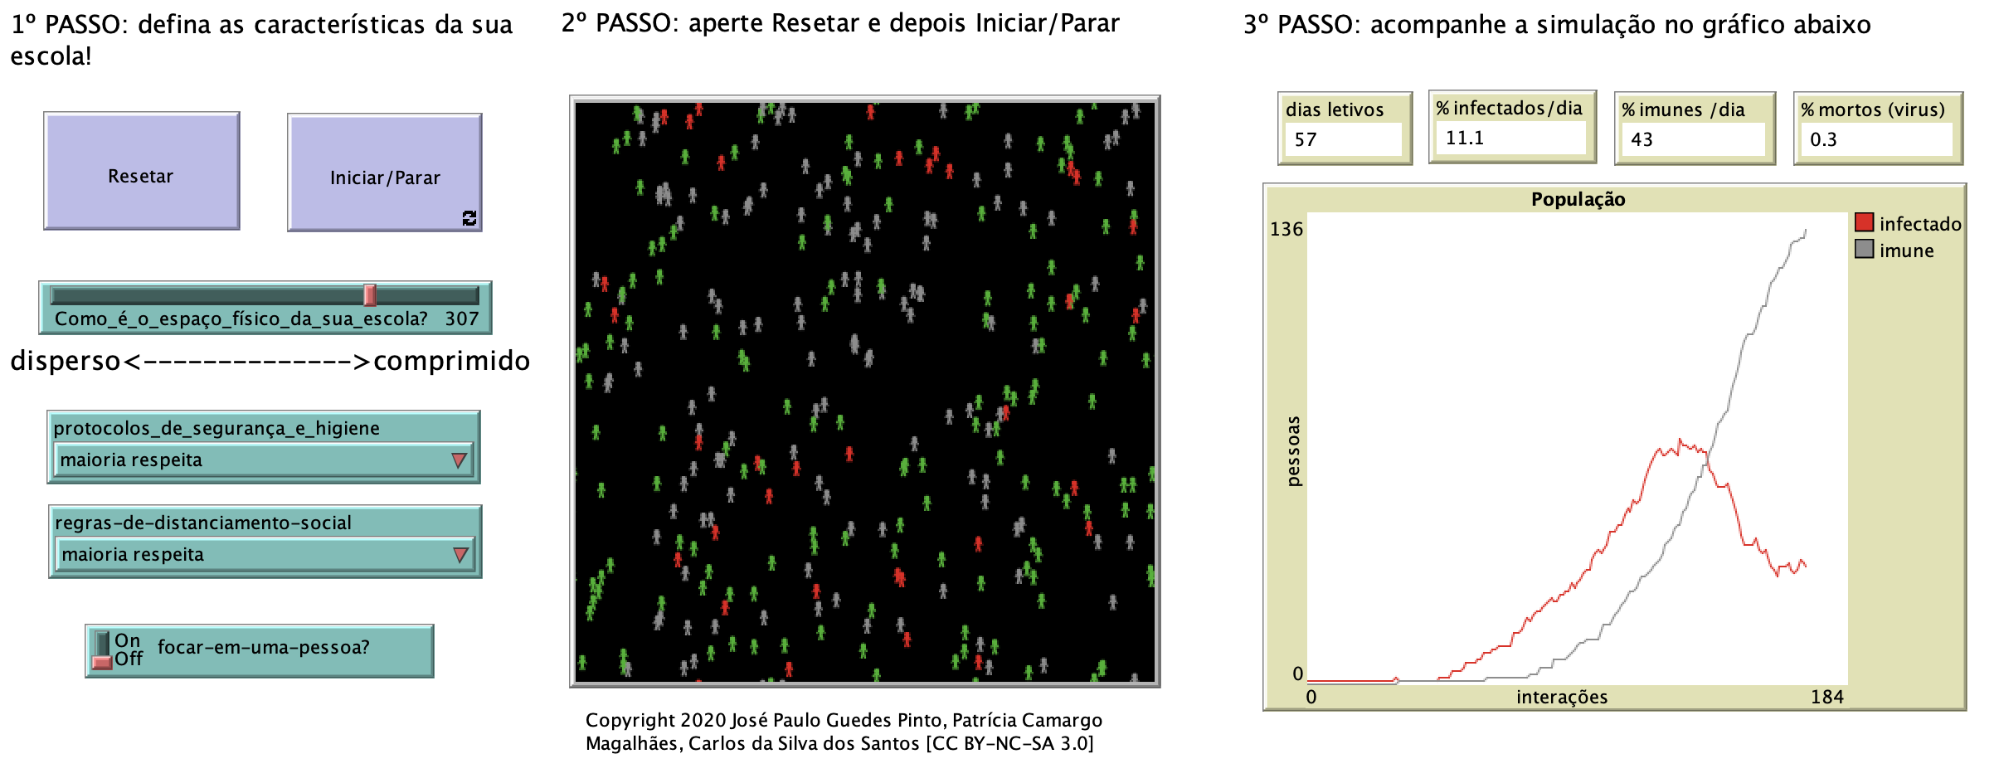 1º PASSO: defina as características da sua
escola!
Resetar
Iniciar/Parar
Como_é_o_espaço_físico_da_sua_escola? 307
disperso<-------------->comprimido
protocolos_de_segurança_e_higiene
maioria respeita
regras-de-distanciamento-social
maioria respeita
On
Off
focar-em-uma-pessoa?
2º PASSO: aperte Resetar e depois Iniciar/Parar
Copyright 2020 José Paulo Guedes Pinto, Patrícia Camargo
Magalhães, Carlos da Silva dos Santos [CC BY-NC-SA 3.0]
3º PASSO: acompanhe a simulação no gráfico abaixo
dias letivos
57
% infectados/dia
11.1
% imunes /dia
43
% mortos (virus)
0.3
População
136
pessoas
0
0
interações
184
infectado
imune